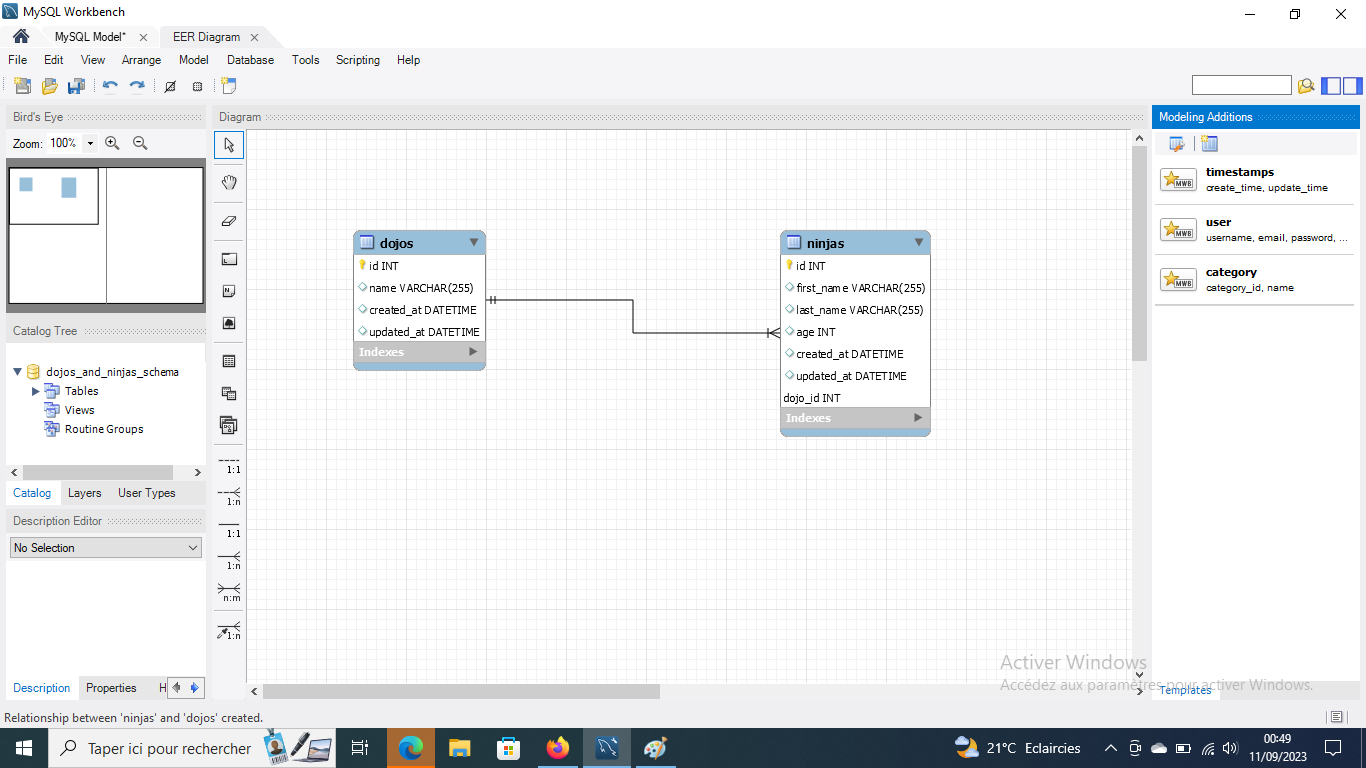 MySQL Workbench
MySQL Model*
EER Diagram
File Edit View Arrange Model Database Tools Scripting Help
Bird's Eye
Zoom: 100%
Diagram
dojos
id INT
name VARCHAR(255)
created_at DATETIME
updated_at DATETIME
Indexes
ninjas
id INT
first_name VARCHAR(255)
last_name VARCHAR(255)
age INT
created_at DATETIME
updated_at DATETIME
dojo_id INT
Indexes
1:1
1:n
1:1
1:n
n:m
1:n
Modeling Additions
MWB
timestamps
create_time, update_time
MWB
user
username, email, password, ...
MWB
category
category_id, name
Templates
Catalog Tree
dojos_and_ninjas_schema
Tables
Views
Routine Groups
Catalog Layers User Types
Description Editor
No Selection
Description Properties H
Activer Windows
Accédez aux paramètres pour activer Windows.
Relationship between 'ninjas' and 'dojos' created.
Taper ici pour rechercher
21°C Eclaircies
00:49
11/09/2023